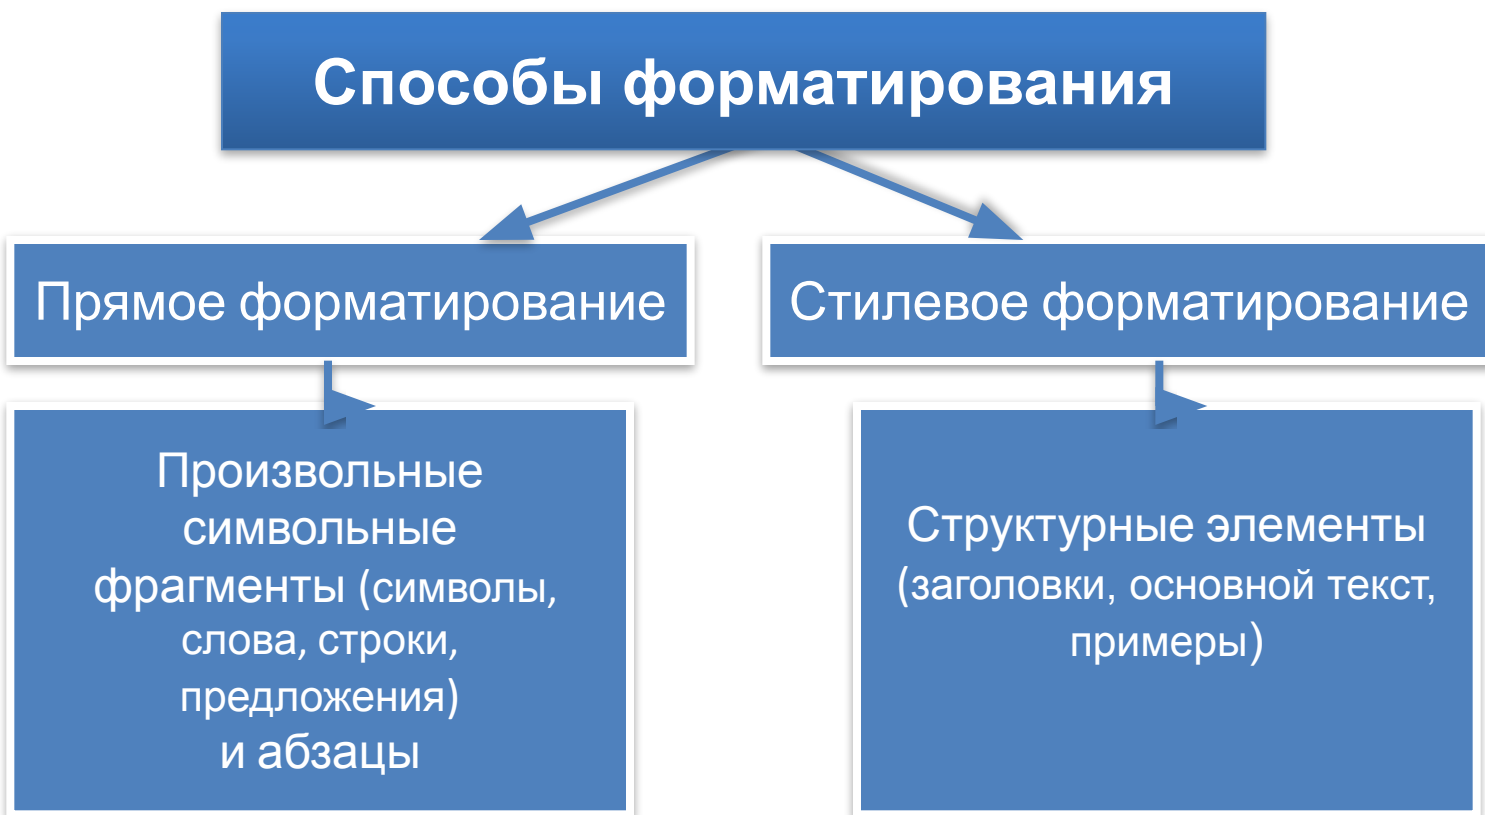 Способы форматирования
Прямое форматирование
Стилевое форматирование
Произвольные
символьные
фрагменты (символы,
слова, строки,
предложения)
и абзацы
Структурные элементы
(заголовки, основной текст,
примеры)